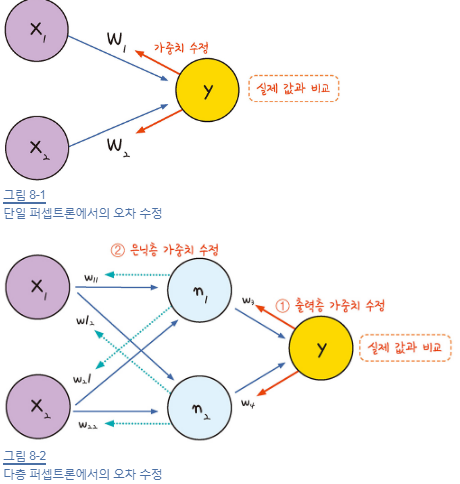 x₁
w₁
가중치 수정
y
실제 값과 비교
x₂
w₂
그림 8-1
단일 퍼셉트론에서의 오차 수정
② 은닉층 가중치 수정
x₁
w₁₁
n₁
w₃
① 출력층 가중치 수정
w₁₂
y
실제 값과 비교
w₂₁
x₂
w₂₂
n₂
w₄
그림 8-2
다층 퍼셉트론에서의 오차 수정